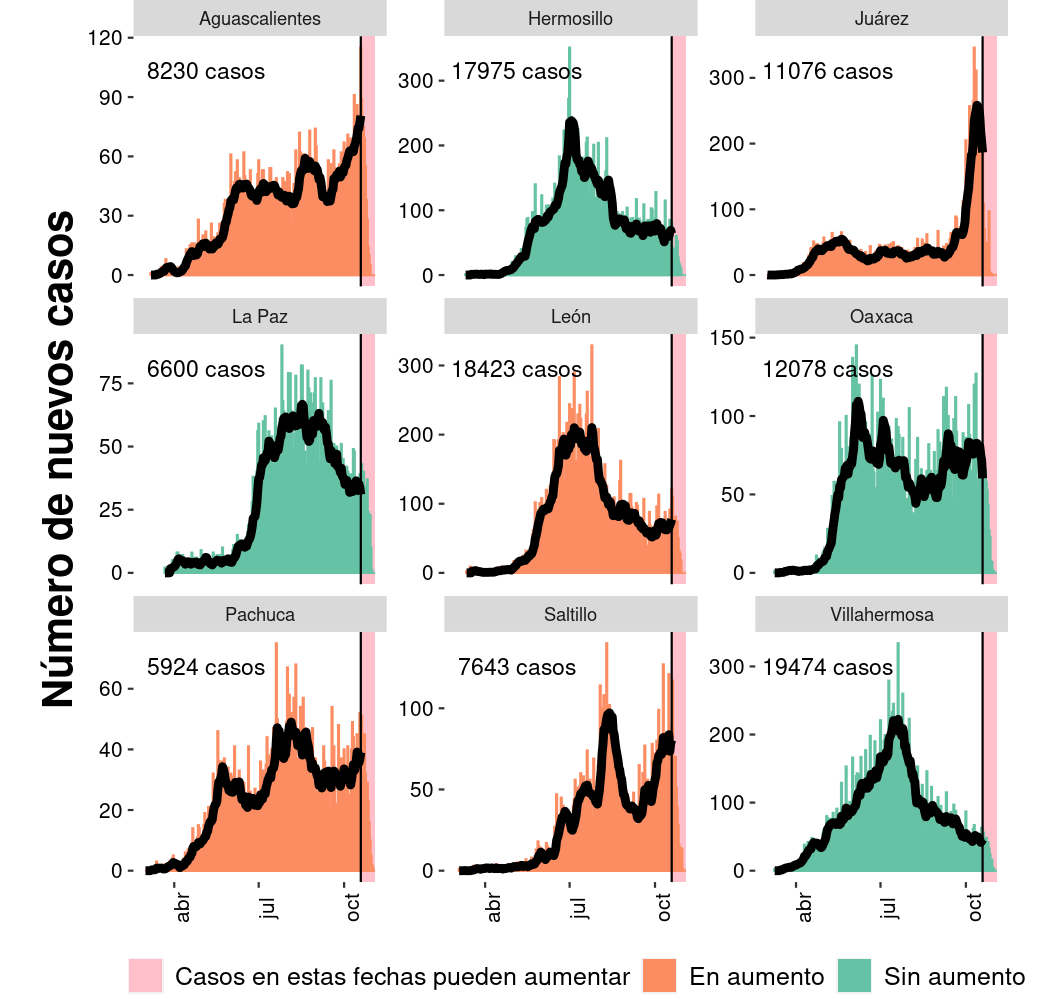 Número de nuevos casos
Aguascalientes
120
90
60
30
0
8230 casos
Hermosillo
300
200
100
0
17975 casos
Juárez
300
200
100
0
11076 casos
La Paz
75
50
25
0
6600 casos
León
300
200
100
0
18423 casos
Oaxaca
150
100
50
0
12078 casos
Pachuca
60
40
20
0
5924 casos
abr jul oct
Saltillo
100
50
0
7643 casos
abr jul oct
Villahermosa
300
200
100
0
19474 casos
abr jul oct
Casos en estas fechas pueden aumentar En aumento Sin aumento